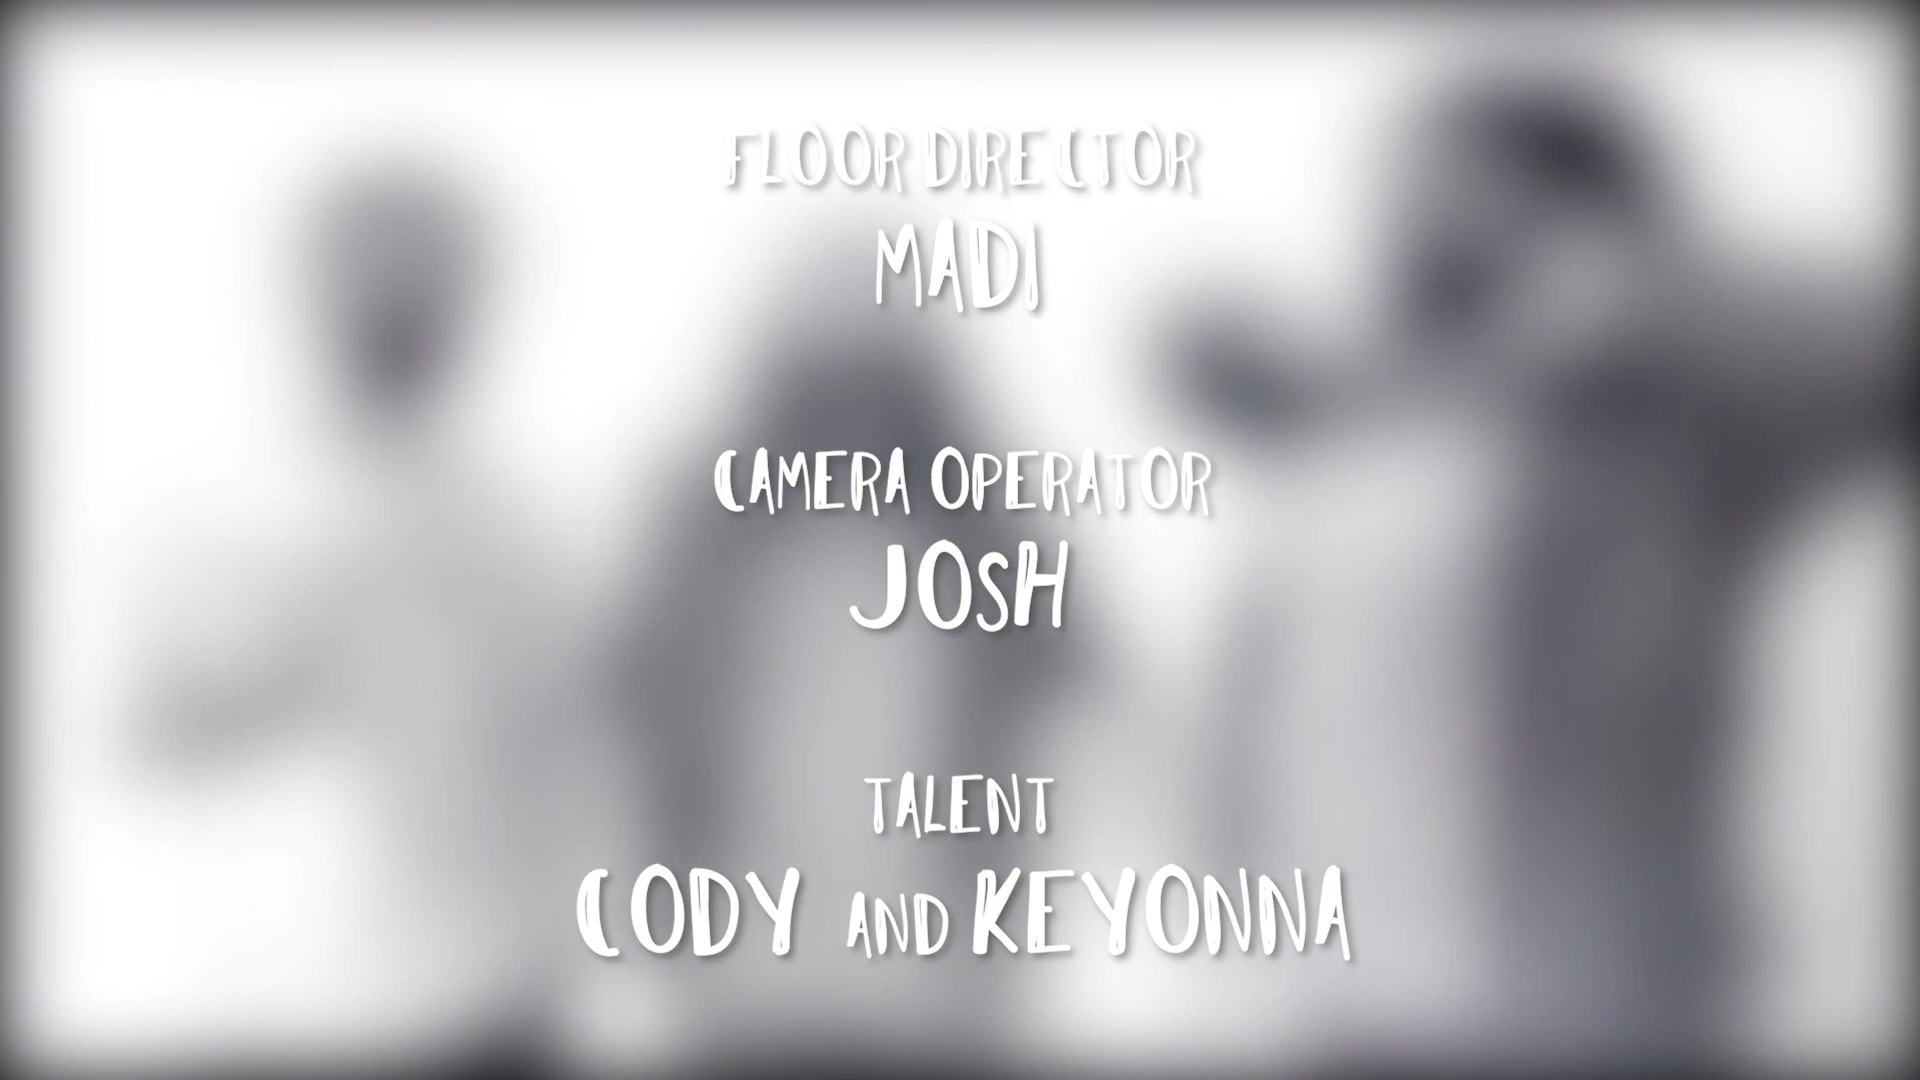 FLOOR DIRECTOR
MADI
CAMERA OPERATOR
JOSH
TALENT
CODY AND KEYONNA